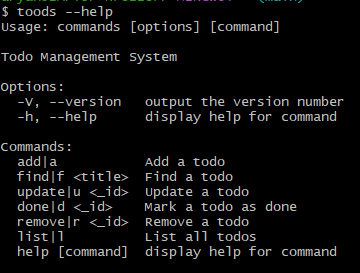 $ toods --help
Usage: commands [options] [command]
Todo Management System
Options:
-V, --version output the version number
-h, --help display help for command
Commands:
add|a Add a todo
find|f <title> Find a todo
update|u <_id> Update a todo
done|d <_id> Mark a todo as done
remove|r <_id> Remove a todo
list|l List all todos
help [command] display help for command